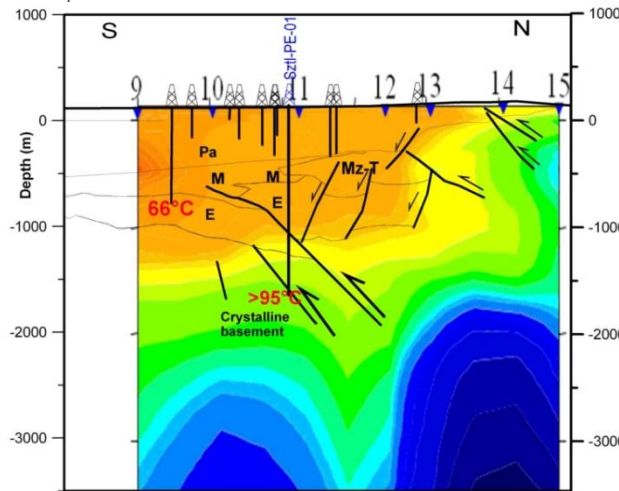 1000
S
Sztl-PE-01
N
1000
9
10
11
12
13
14
15
Depth (m)
0
0
Pa
M
M
Mz-T
E
E
66°C
-1000
-1000
>95°C
Crystalline
basement
-2000
-2000
-3000
-3000